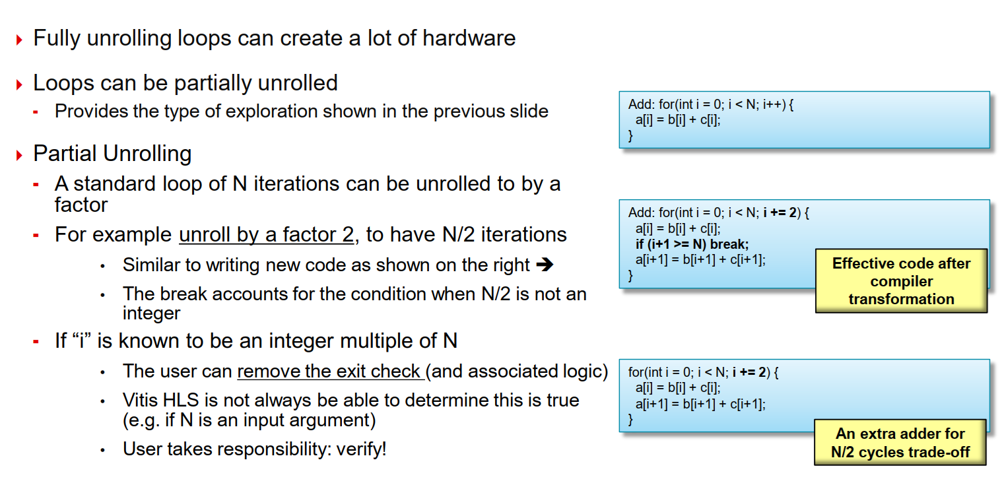 Fully unrolling loops can create a lot of hardware
Loops can be partially unrolled
- Provides the type of exploration shown in the previous slide
Partial Unrolling
- A standard loop of N iterations can be unrolled to by a
factor
- For example unroll by a factor 2, to have N/2 iterations
• Similar to writing new code as shown on the right ➔
• The break accounts for the condition when N/2 is not an
integer
- If “i” is known to be an integer multiple of N
• The user can remove the exit check (and associated logic)
• Vitis HLS is not always be able to determine this is true
(e.g. if N is an input argument)
• User takes responsibility: verify!
Add: for(int i = 0; i < N; i++) {
a[i] = b[i] + c[i];
}
Add: for(int i = 0; i < N; i += 2) {
a[i] = b[i] + c[i];
if (i+1 >= N) break;
a[i+1] = b[i+1] + c[i+1];
}
Effective code after
compiler
transformation
for(int i = 0; i < N; i += 2) {
a[i] = b[i] + c[i];
a[i+1] = b[i+1] + c[i+1];
}
An extra adder for
N/2 cycles trade-off